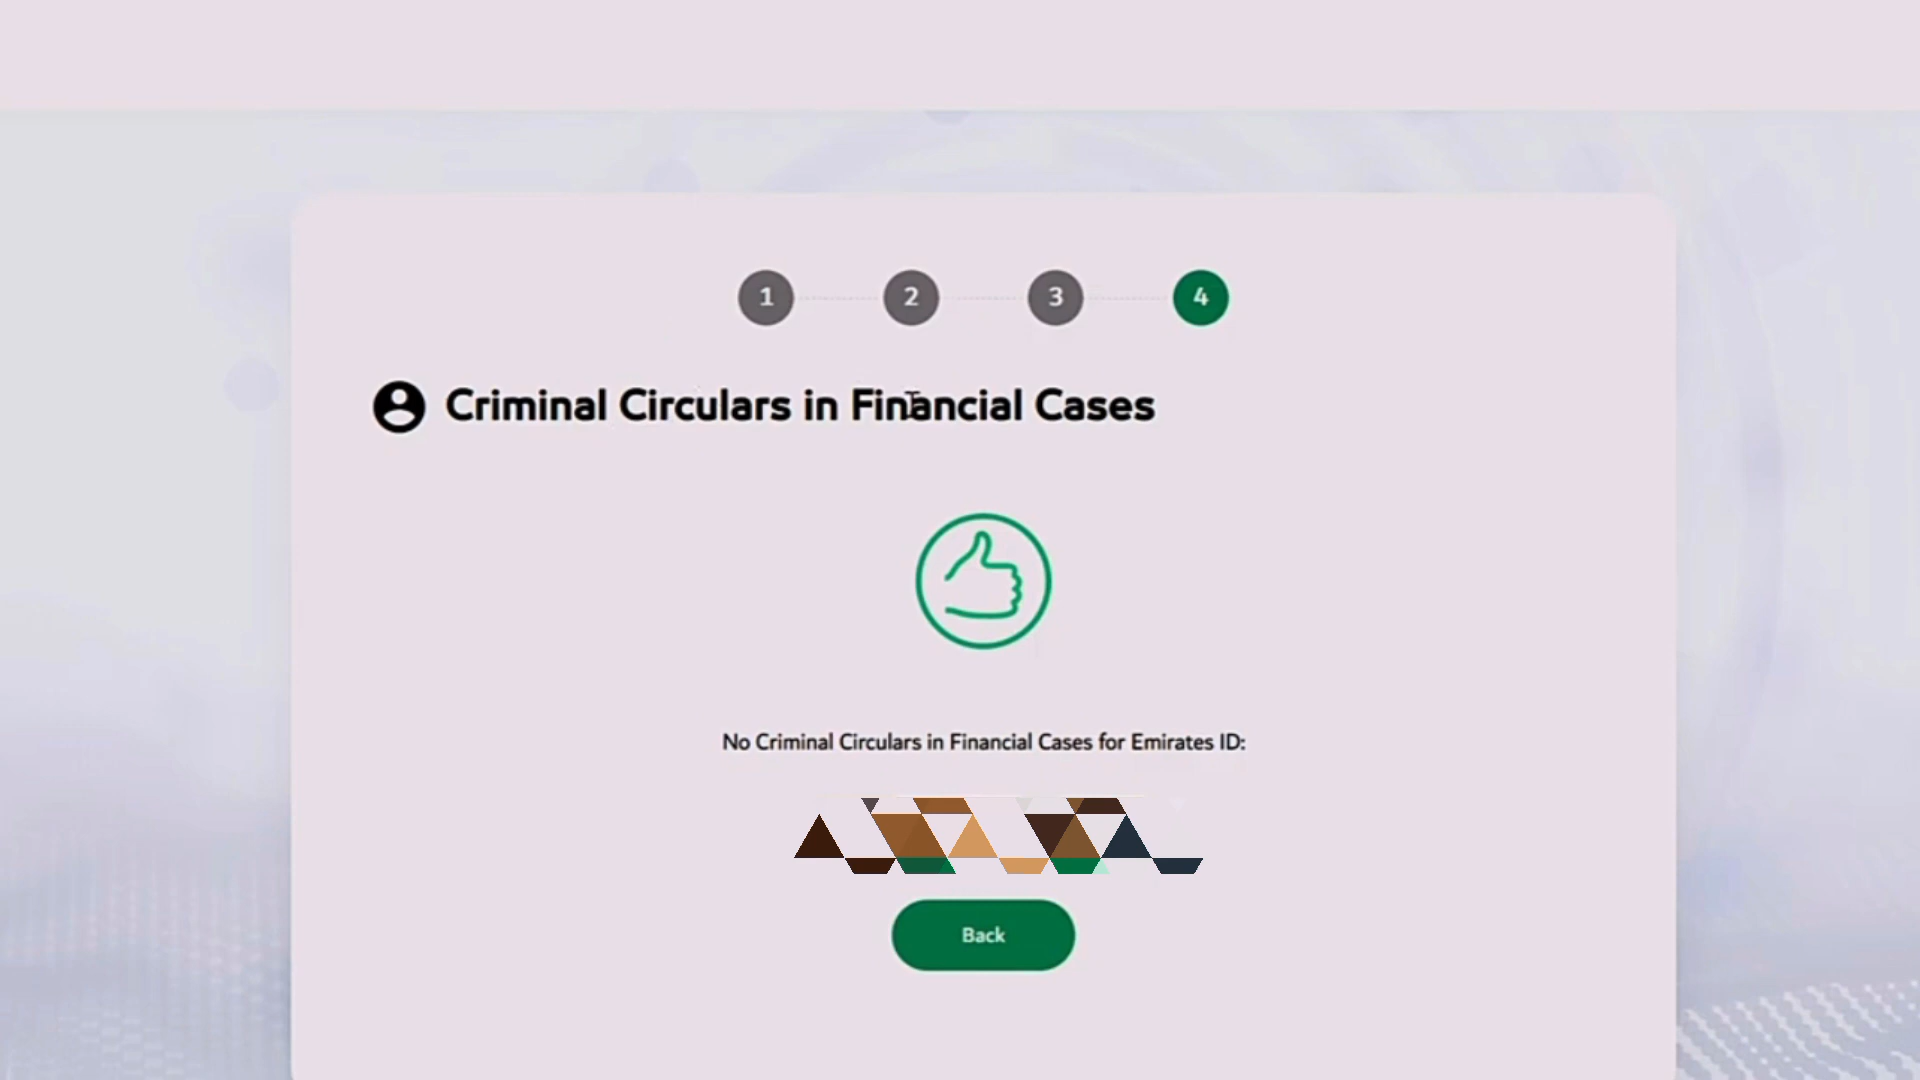 1 2 3 4
Criminal Circulars in Financial Cases
No Criminal Circulars in Financial Cases for Emirates ID:
Back